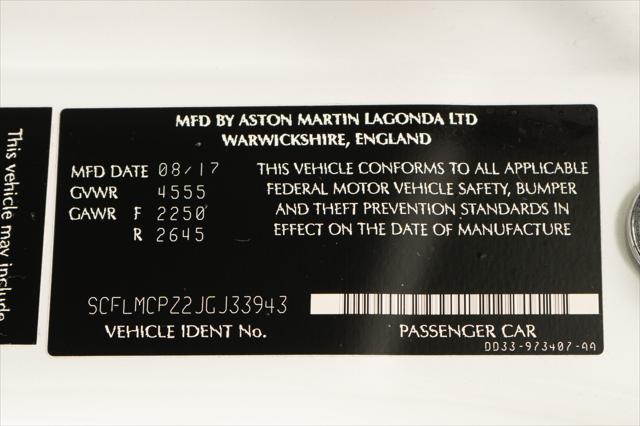 This vehicle may include
MFD BY ASTON MARTIN LAGONDA LTD
WARWICKSHIRE, ENGLAND
MFD DATE 08/17
GVWR 4555
GAWR F 2250
R 2645
THIS VEHICLE CONFORMS TO ALL APPLICABLE
FEDERAL MOTOR VEHICLE SAFETY, BUMPER
AND THEFT PREVENTION STANDARDS IN
EFFECT ON THE DATE OF MANUFACTURE
SCFLMCPZ2JGJ33943
VEHICLE IDENT No.
PASSENGER CAR
DD33-973407-AA